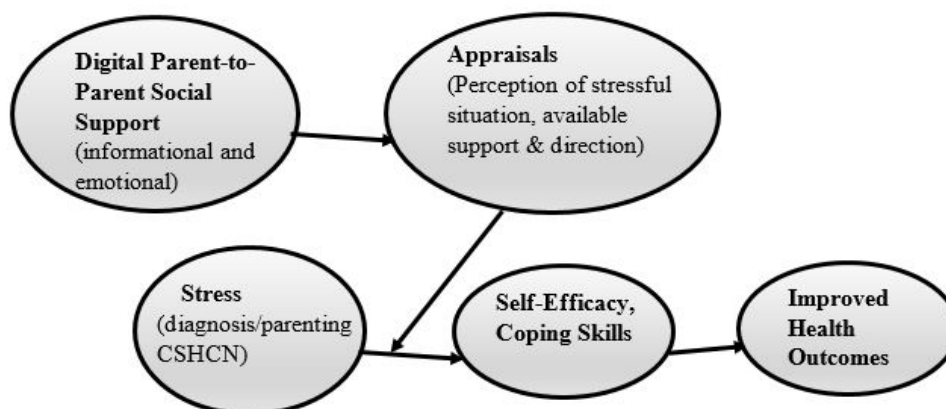 Digital Parent-to-
Parent Social
Support
(informational and
emotional)
Appraisals
(Perception of stressful
situation, available
support & direction)
Stress
(diagnosis/parenting
CSHCN)
Self-Efficacy,
Coping Skills
Improved
Health
Outcomes